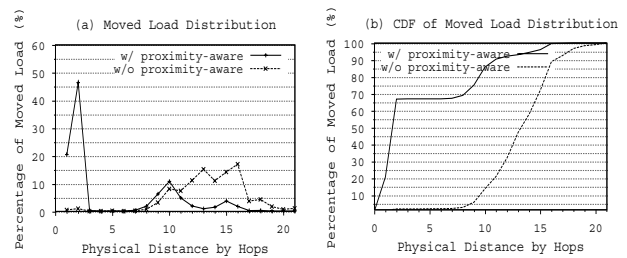 (a) Moved Load Distribution
Percentage of Moved Load (%)
60
50
40
30
20
10
0
w/ proximity-aware
w/o proximity-aware
0 5 10 15 20
Physical Distance by Hops
(b) CDF of Moved Load Distribution
Percentage of Moved Load (%)
100
90
80
70
60
50
40
30
20
10
w/ proximity-aware
w/o proximity-aware
0 5 10 15 20
Physical Distance by Hops